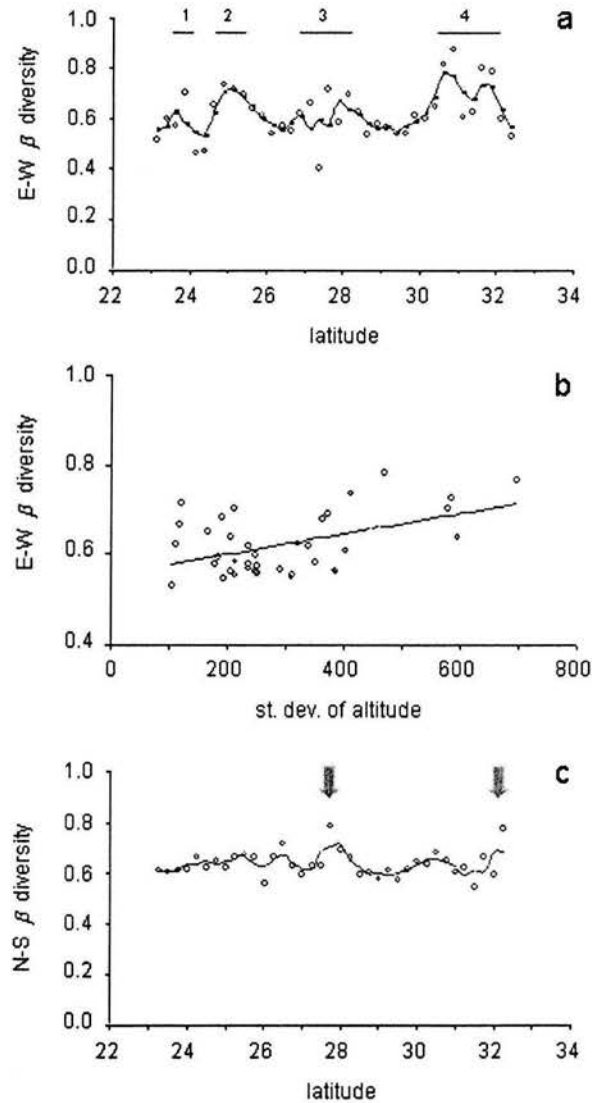 1 2 3 4
a
1.0
0.8
0.6
0.4
0.2
0.0
E-W β diversity
22 24 26 28 30 32 34
latitude
b
1.0
0.8
0.6
0.4
E-W β diversity
0 200 400 600 800
st. dev. of altitude
c
1.0
0.8
0.6
0.4
0.2
0.0
N-S β diversity
22 24 26 28 30 32 34
latitude